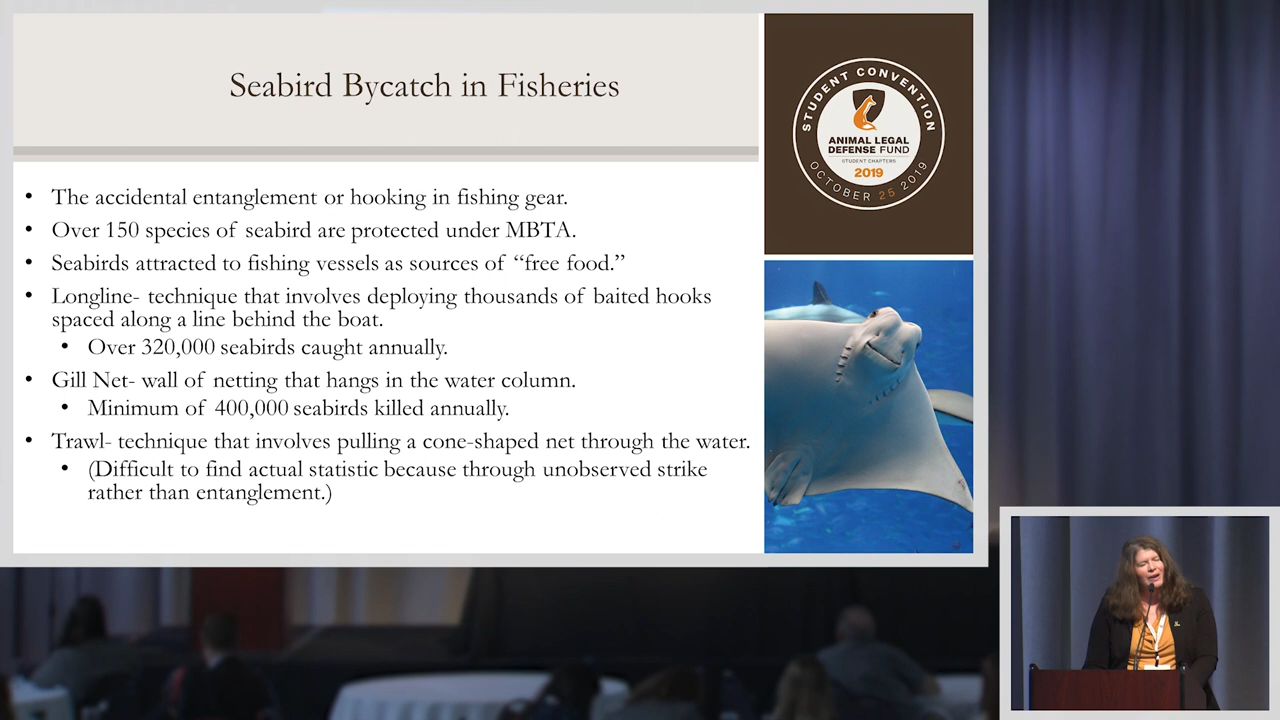 Seabird Bycatch in Fisheries
• The accidental entanglement or hooking in fishing gear.
• Over 150 species of seabird are protected under MBTA.
• Seabirds attracted to fishing vessels as sources of “free food.”
• Longline- technique that involves deploying thousands of baited hooks
spaced along a line behind the boat.
• Over 320,000 seabirds caught annually.
• Gill Net- wall of netting that hangs in the water column.
• Minimum of 400,000 seabirds killed annually.
• Trawl- technique that involves pulling a cone-shaped net through the water.
• (Difficult to find actual statistic because through unobserved strike
rather than entanglement.)
STUDENT CONVENTION
ANIMAL LEGAL
DEFENSE FUND
STUDENT CHAPTERS
2019
OCTOBER 25 2019